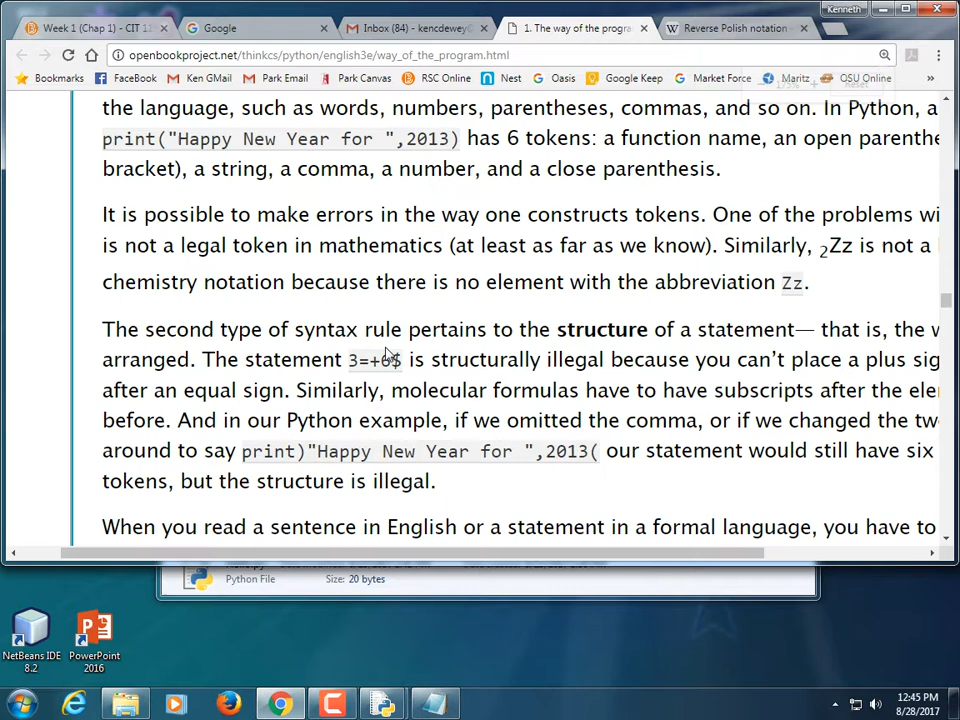 Kenneth
Week 1 (Chap 1) - CIT 11
Google
Inbox (84) - kencdewey@
1. The way of the progra
Reverse Polish notation
openbookproject.net/thinkcs/python/english3e/way_of_the_program.html
Bookmarks FaceBook Ken GMail Park Email Park Canvas RSC Online Nest Oasis Google Keep Market Force Maritz OSU Online »
the language, such as words, numbers, parentheses, commas, and so on. In Python, a
print("Happy New Year for ",2013) has 6 tokens: a function name, an open parenthe
bracket), a string, a comma, a number, and a close parenthesis.
It is possible to make errors in the way one constructs tokens. One of the problems wi
is not a legal token in mathematics (at least as far as we know). Similarly, ₂Zz is not a
chemistry notation because there is no element with the abbreviation Zz.
The second type of syntax rule pertains to the structure of a statement— that is, the w
arranged. The statement 3=+6$ is structurally illegal because you can't place a plus sig
after an equal sign. Similarly, molecular formulas have to have subscripts after the ele
before. And in our Python example, if we omitted the comma, or if we changed the tw
around to say print)"Happy New Year for ",2013( our statement would still have six
tokens, but the structure is illegal.
When you read a sentence in English or a statement in a formal language, you have to
Python File Size: 20 bytes
NetBeans IDE
8.2
PowerPoint
2016
12:45 PM
8/28/2017